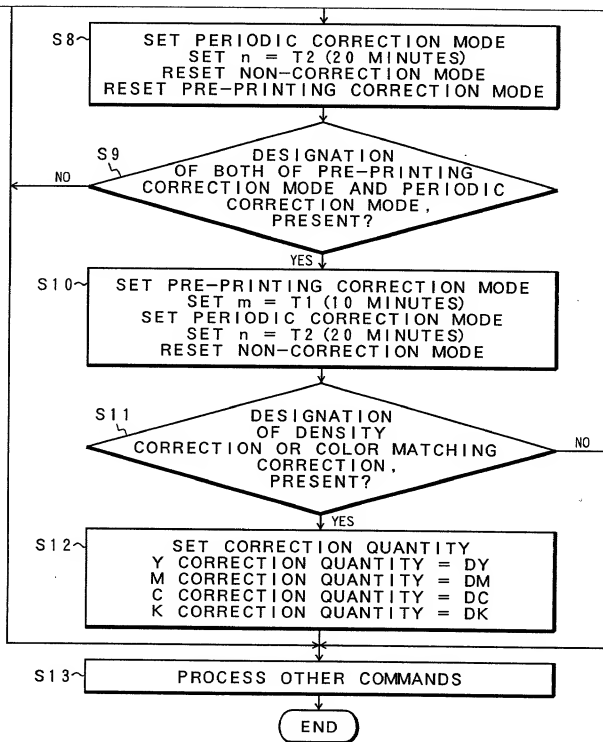 S8
SET PERIODIC CORRECTION MODE
SET n = T2 (20 MINUTES)
RESET NON-CORRECTION MODE
RESET PRE-PRINTING CORRECTION MODE
S9
DESIGNATION
OF BOTH OF PRE-PRINTING
CORRECTION MODE AND PERIODIC
CORRECTION MODE,
PRESENT?
NO
YES
S10
SET PRE-PRINTING CORRECTION MODE
SET m = T1 (10 MINUTES)
SET PERIODIC CORRECTION MODE
SET n = T2 (20 MINUTES)
RESET NON-CORRECTION MODE
S11
DESIGNATION
OF DENSITY
CORRECTION OR COLOR MATCHING
CORRECTION,
PRESENT?
NO
YES
S12
SET CORRECTION QUANTITY
Y CORRECTION QUANTITY = DY
M CORRECTION QUANTITY = DM
C CORRECTION QUANTITY = DC
K CORRECTION QUANTITY = DK
S13
PROCESS OTHER COMMANDS
END